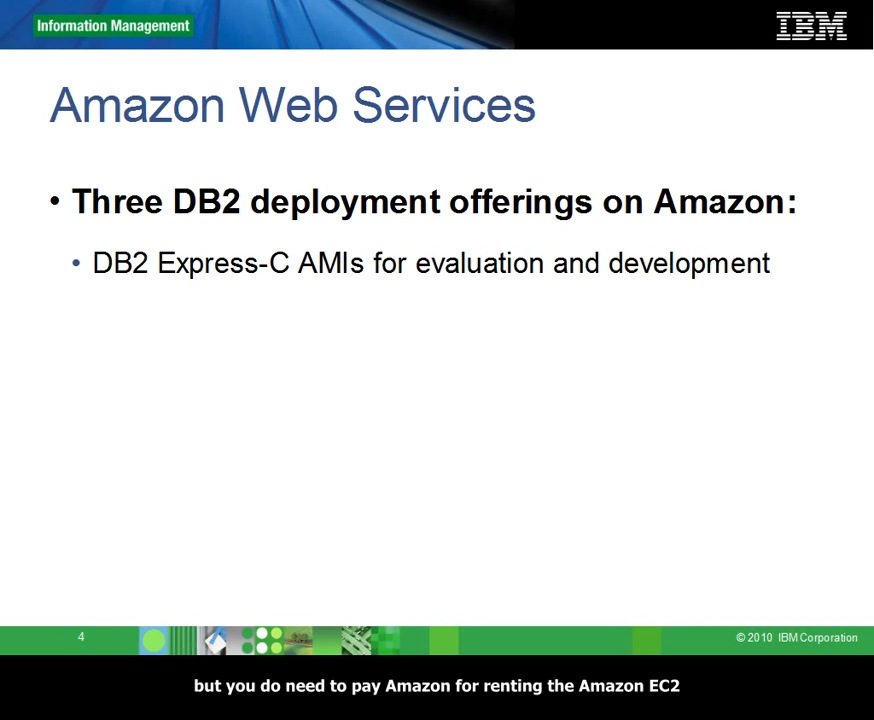 Information Management
IBM
Amazon Web Services
• Three DB2 deployment offerings on Amazon:
• DB2 Express-C AMIs for evaluation and development
4
© 2010 IBM Corporation
but you do need to pay Amazon for renting the Amazon EC2